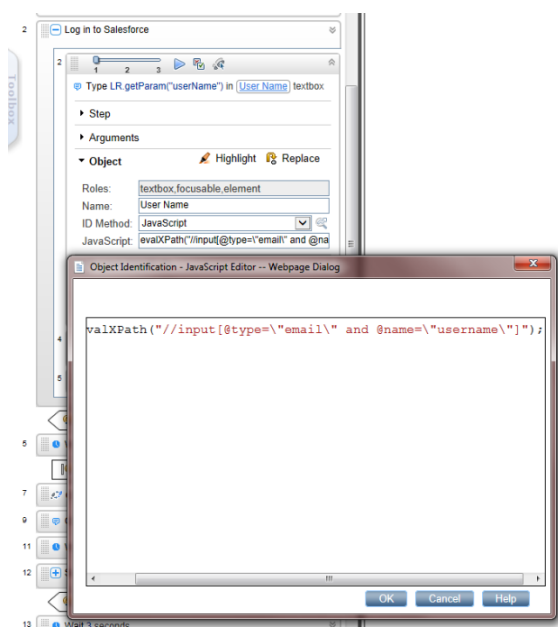 2 Log in to Salesforce
Toolbox
2 1 2 3
Type LR.getParam("userName") in User Name textbox
Step
Arguments
Object Highlight Replace
Roles: textbox,focusable,element
Name: User Name
ID Method: JavaScript
JavaScript: evalXPath("//input[@type=\"email\" and @na
Object Identification - JavaScript Editor -- Webpage Dialog
valXPath("//input[@type=\"email\" and @name=\"username\"]");
4
5
5
7
9
11
12
OK Cancel Help
13 Wait 3 seconds